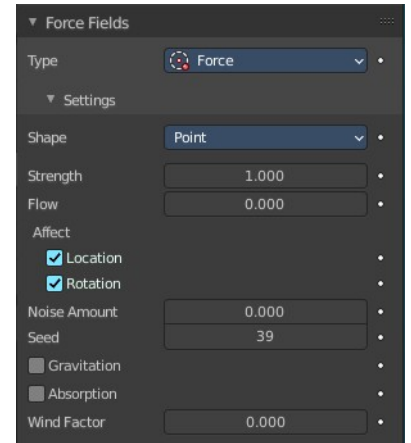 Force Fields
Type Force
Settings
Shape Point
Strength 1.000
Flow 0.000
Affect
Location
Rotation
Noise Amount 0.000
Seed 39
Gravitation
Absorption
Wind Factor 0.000